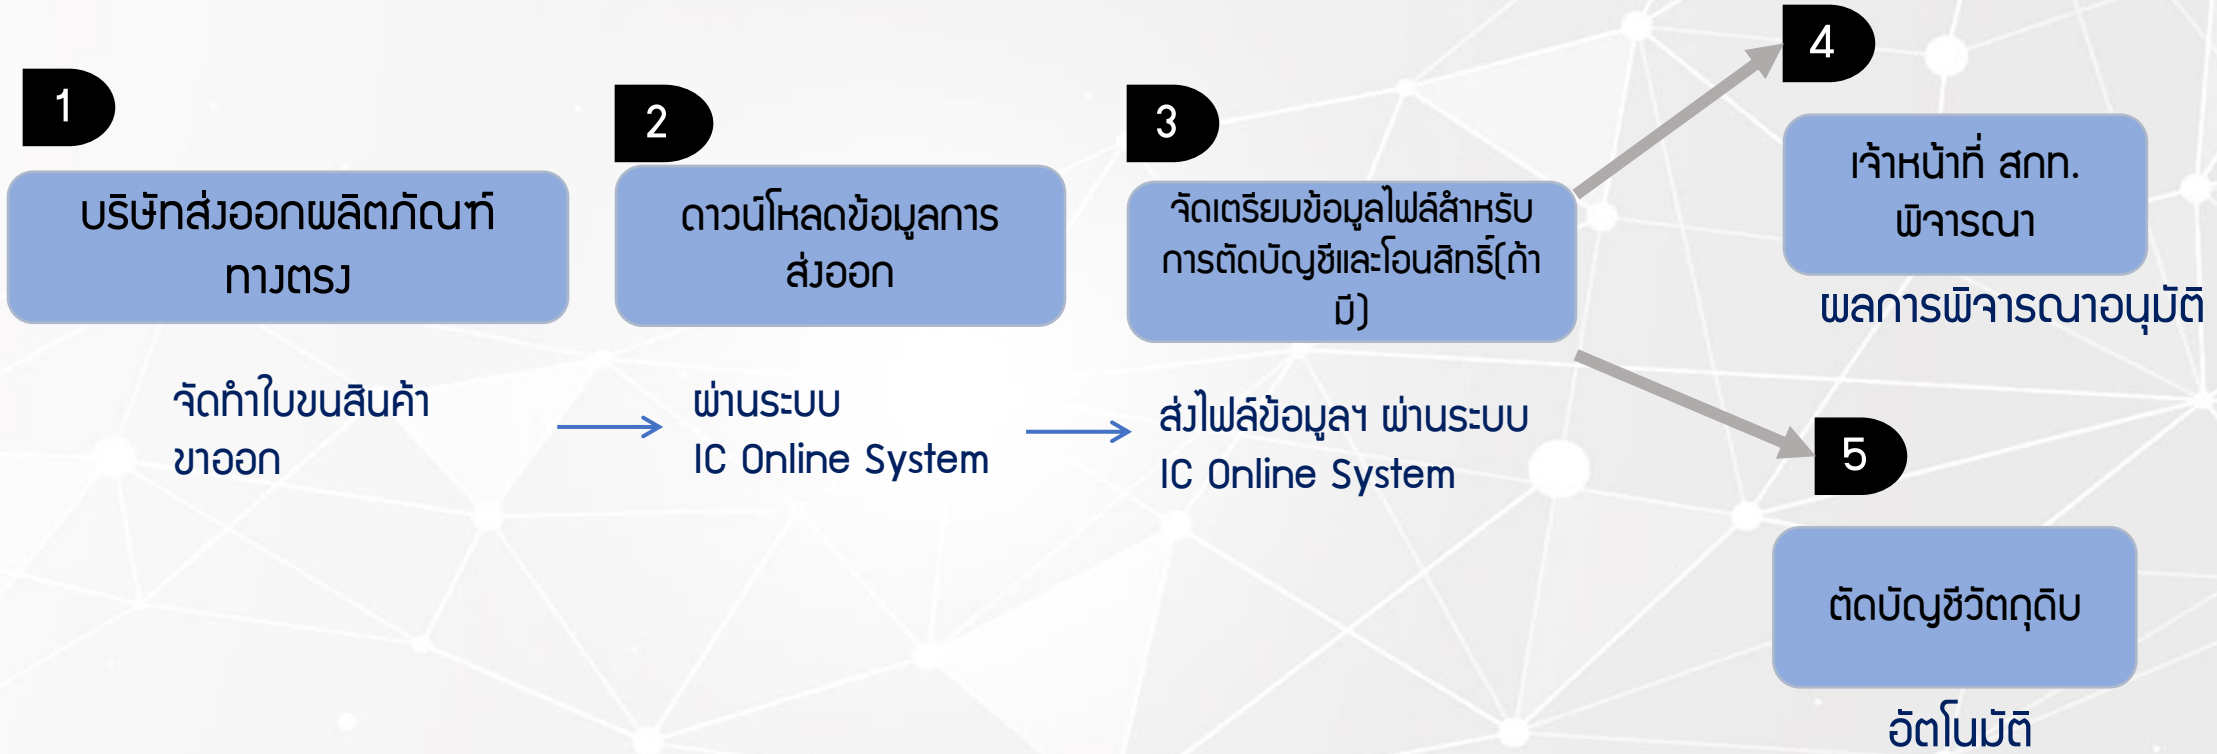 1
บริษัทส่งออกผลิตภัณฑ์
ทางตรง
จัดทำใบขนสินค้า
ขาออก
2
ดาวน์โหลดข้อมูลการ
ส่งออก
ผ่านระบบ
IC Online System
3
จัดเตรียมข้อมูลไฟล์สำหรับ
การตัดบัญชีและโอนสิทธิ์(ถ้า
มี)
ส่งไฟล์ข้อมูลฯ ผ่านระบบ
IC Online System
4
เจ้าหน้าที่ สกท.
พิจารณา
ผลการพิจารณาอนุมัติ
5
ตัดบัญชีวัตถุดิบ
อัตโนมัติ